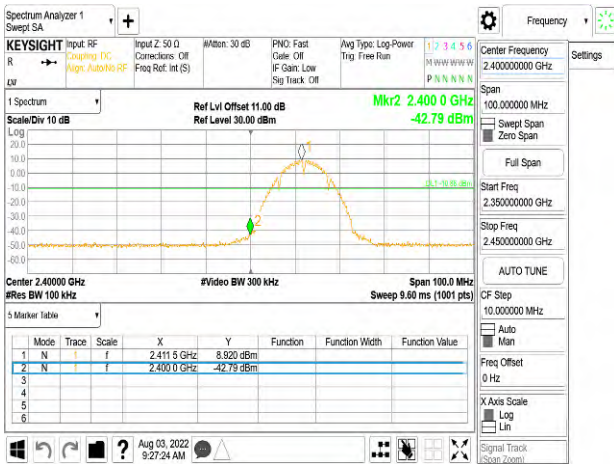 Spectrum Analyzer 1
Swept SA
Frequency
KEYSIGHT
Input: RF
Coupling: DC
Align: Auto/No RF
Input Z: 50 Ω
Corrections: Off
Freq Ref: Int (S)
#Atten: 30 dB
PNO: Fast
Gate: Off
IF Gain: Low
Sig Track: Off
Avg Type: Log-Power
Trig: Free Run
1 2 3 4 5 6
M W W W W W
P N N N N N
R
1 Spectrum
Scale/Div 10 dB
Ref Lvl Offset 11.00 dB
Ref Level 30.00 dBm
Mkr2 2.400 0 GHz
-42.79 dBm
Log
20.0
10.0
0.00
-10.0
-20.0
-30.0
-40.0
-50.0
-60.0
1
2
Center 2.40000 GHz
#Res BW 100 kHz
#Video BW 300 kHz
Span 100.0 MHz
Sweep 9.60 ms (1001 pts)
5 Marker Table
Mode Trace Scale X Y Function Function Width Function Value
1 N 1 f 2.411 5 GHz 8.920 dBm
2 N 1 f 2.400 0 GHz -42.79 dBm
3
4
5
6
Aug 03, 2022
9:27:24 AM
Center Frequency
2.400000000 GHz
Settings
Span
100.000000 MHz
Swept Span
Zero Span
Full Span
Start Freq
2.350000000 GHz
Stop Freq
2.450000000 GHz
AUTO TUNE
CF Step
10.000000 MHz
Auto
Man
Freq Offset
0 Hz
X Axis Scale
Log
Lin
Signal Track
(Span Zoom)